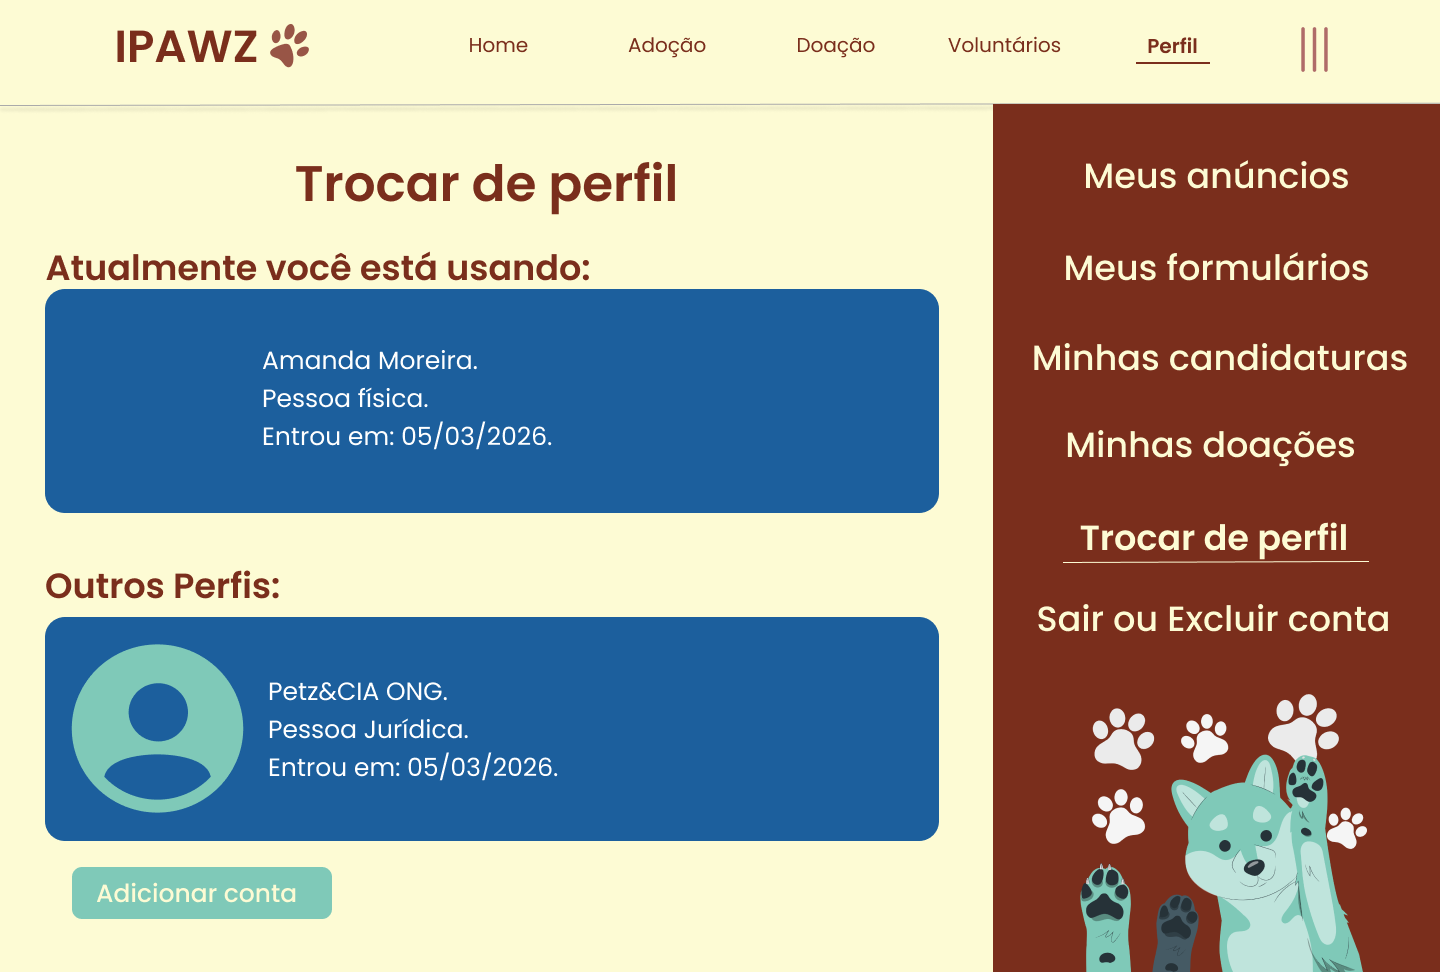 IPAWZ
Home
Adoção
Doação
Voluntários
Perfil
Trocar de perfil
Atualmente você está usando:
Amanda Moreira.
Pessoa física.
Entrou em: 05/03/2026.
Outros Perfis:
Petz&CIA ONG.
Pessoa Jurídica.
Entrou em: 05/03/2026.
Adicionar conta
Meus anúncios
Meus formulários
Minhas candidaturas
Minhas doações
Trocar de perfil
Sair ou Excluir conta